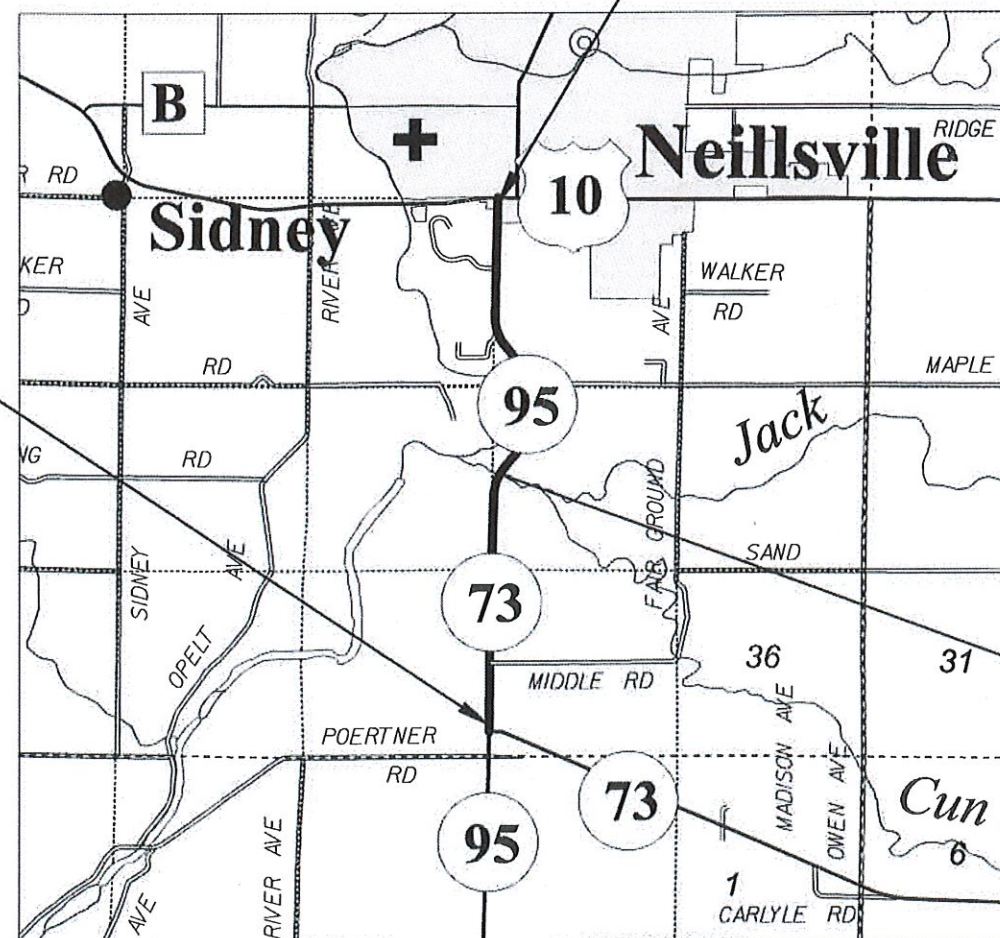 B
RIDGE
Neillsville
R RD
10
Sidney
RIVER AVE
KER
AVE
AVE
WALKER
RD
RD
MAPLE
95
Jack
NG
RD
FAIR GROUND
SAND
SIDNEY
AVE
73
OPELT
36
31
MIDDLE RD
POERTNER
RD
MADISON AVE
OWEN AVE
73
Cun
95
6
RIVER AVE
1
AVE
CARLYLE RD